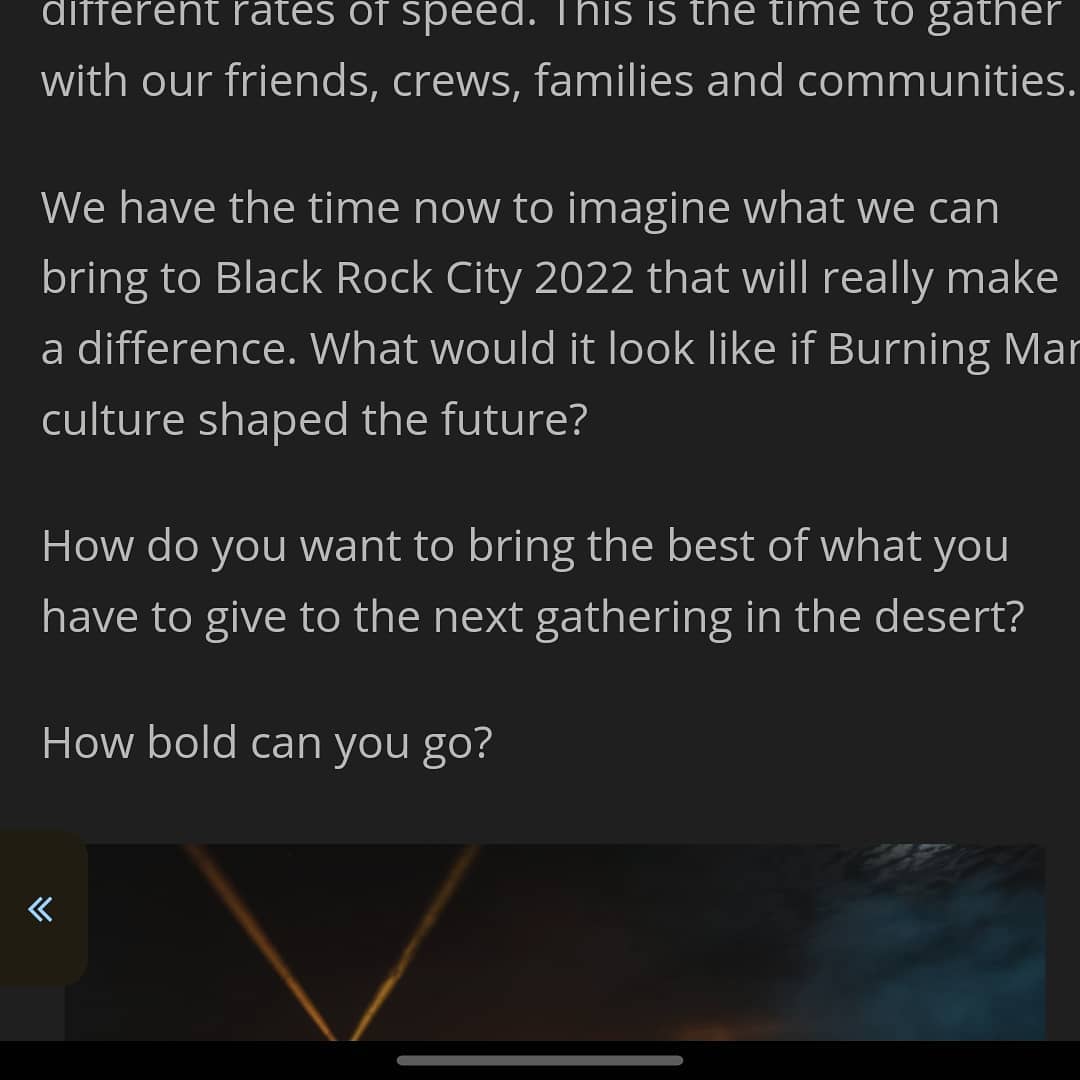 different rates of speed. This is the time to gather
with our friends, crews, families and communities.
We have the time now to imagine what we can
bring to Black Rock City 2022 that will really make
a difference. What would it look like if Burning Man
culture shaped the future?
How do you want to bring the best of what you
have to give to the next gathering in the desert?
How bold can you go?